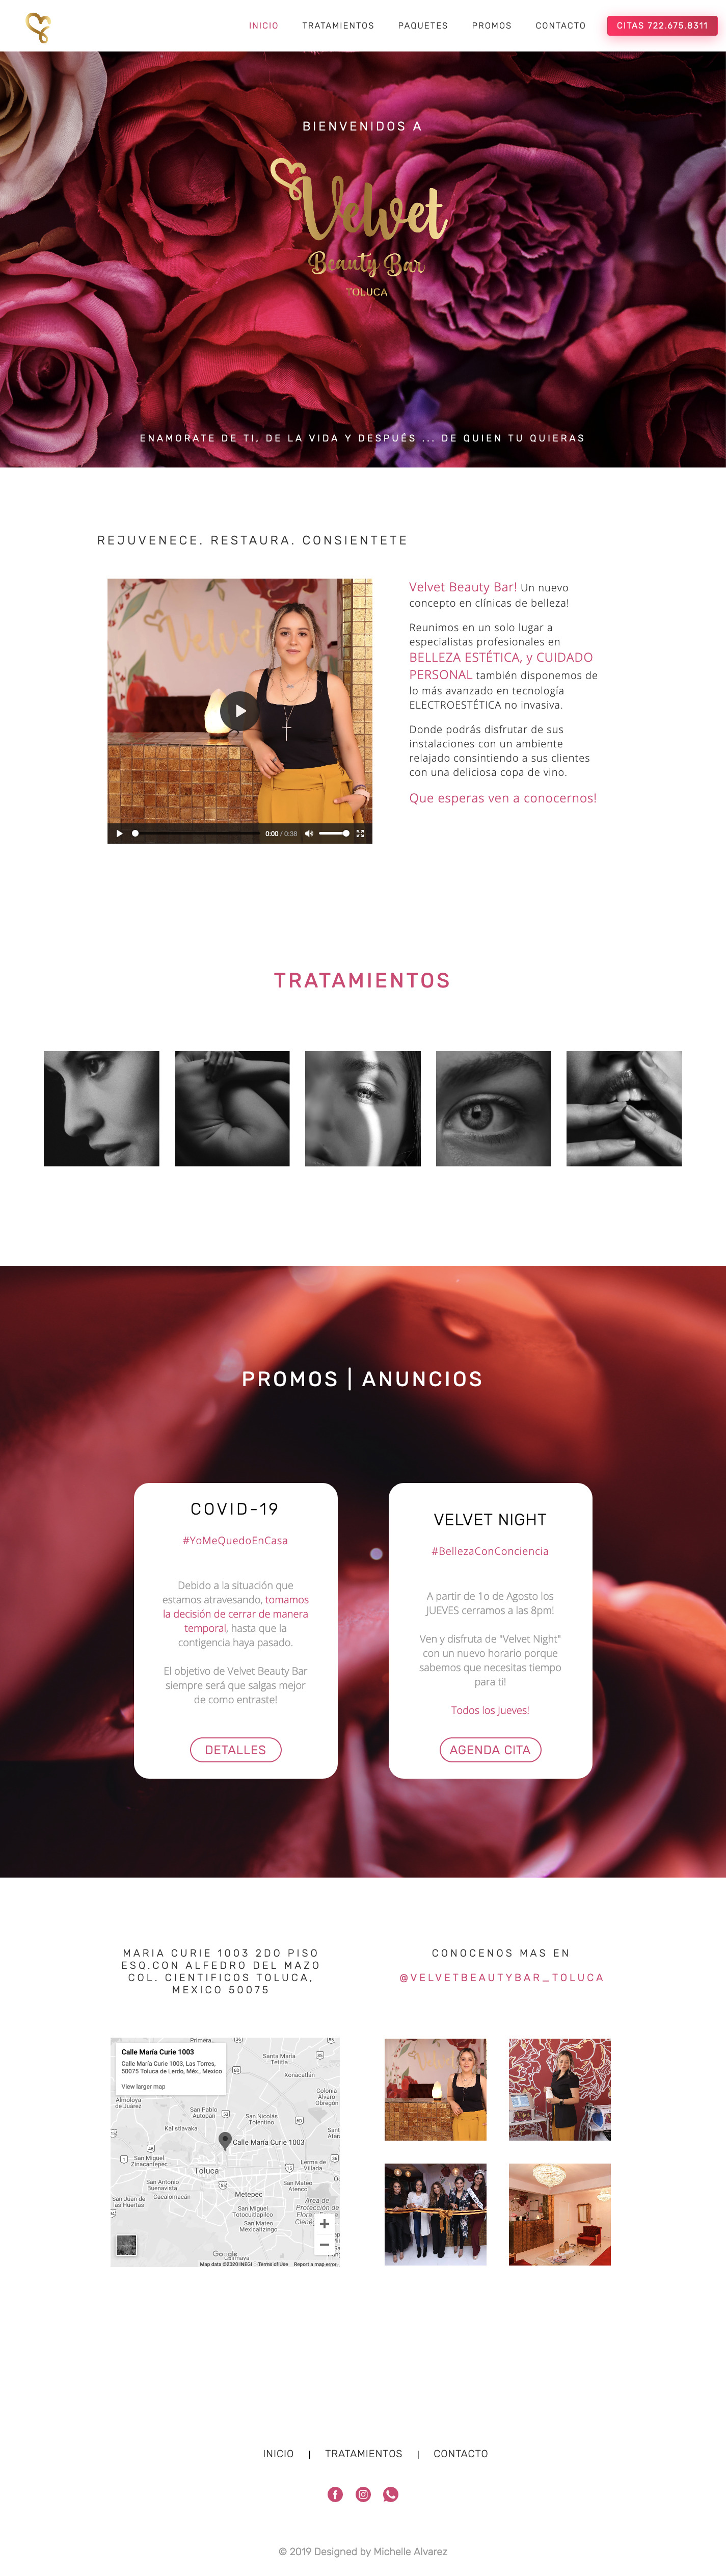 INICIO TRATAMIENTOS PAQUETES PROMOS CONTACTO CITAS 722.675.8311
BIENVENIDOS A
Velvet
Beauty Bar
TOLUCA
ENAMORATE DE TI, DE LA VIDA Y DESPUÉS ... DE QUIEN TU QUIERAS
REJUVENECE. RESTAURA. CONSIENTETE
Velvet
0:00 / 0:38
Velvet Beauty Bar! Un nuevo
concepto en clínicas de belleza!
Reunimos en un solo lugar a
especialistas profesionales en
BELLEZA ESTÉTICA, y CUIDADO
PERSONAL también disponemos de
lo más avanzado en tecnología
ELECTROESTÉTICA no invasiva.
Donde podrás disfrutar de sus
instalaciones con un ambiente
relajado consintiendo a sus clientes
con una deliciosa copa de vino.
Que esperas ven a conocernos!
TRATAMIENTOS
PROMOS | ANUNCIOS
COVID-19
#YoMeQuedoEnCasa
Debido a la situación que
estamos atravesando, tomamos
la decisión de cerrar de manera
temporal, hasta que la
contigencia haya pasado.
El objetivo de Velvet Beauty Bar
siempre será que salgas mejor
de como entraste!
DETALLES
VELVET NIGHT
#BellezaConConciencia
A partir de 1o de Agosto los
JUEVES cerramos a las 8pm!
Ven y disfruta de "Velvet Night"
con un nuevo horario porque
sabemos que necesitas tiempo
para ti!
Todos los Jueves!
AGENDA CITA
MARIA CURIE 1003 2DO PISO
ESQ.CON ALFEDRO DEL MAZO
COL. CIENTIFICOS TOLUCA,
MEXICO 50075
Calle María Curie 1003
Calle María Curie 1003, Las Torres,
50075 Toluca de Lerdo, Méx., Mexico
View larger map
Primera
Santa María
Tetitla
Xonacatlán
Almoloya
de Juárez
Colonia
Alvaro
Obregón
San Pablo
Autopan
San Nicolás
Tolentino
Kalistlavaka
Calle María Curie 1003
San Miguel
Zinacantepec
Toluca
Lerma de
Villada
San Antonio
Buenavista
San Mateo
Atenco
Cacalomacán
Metepec
San Juan de
las Huertas
San Miguel
Totocuitlapilco
Área de
Protección de
Flora
San Mateo
Mexicaltzingo
Google
Calimaya
Map data ©2020 INEGI Terms of Use Report a map error
CONOCENOS MAS EN
@VELVETBEAUTYBAR_TOLUCA
Velvet
INICIO | TRATAMIENTOS | CONTACTO
© 2019 Designed by Michelle Alvarez